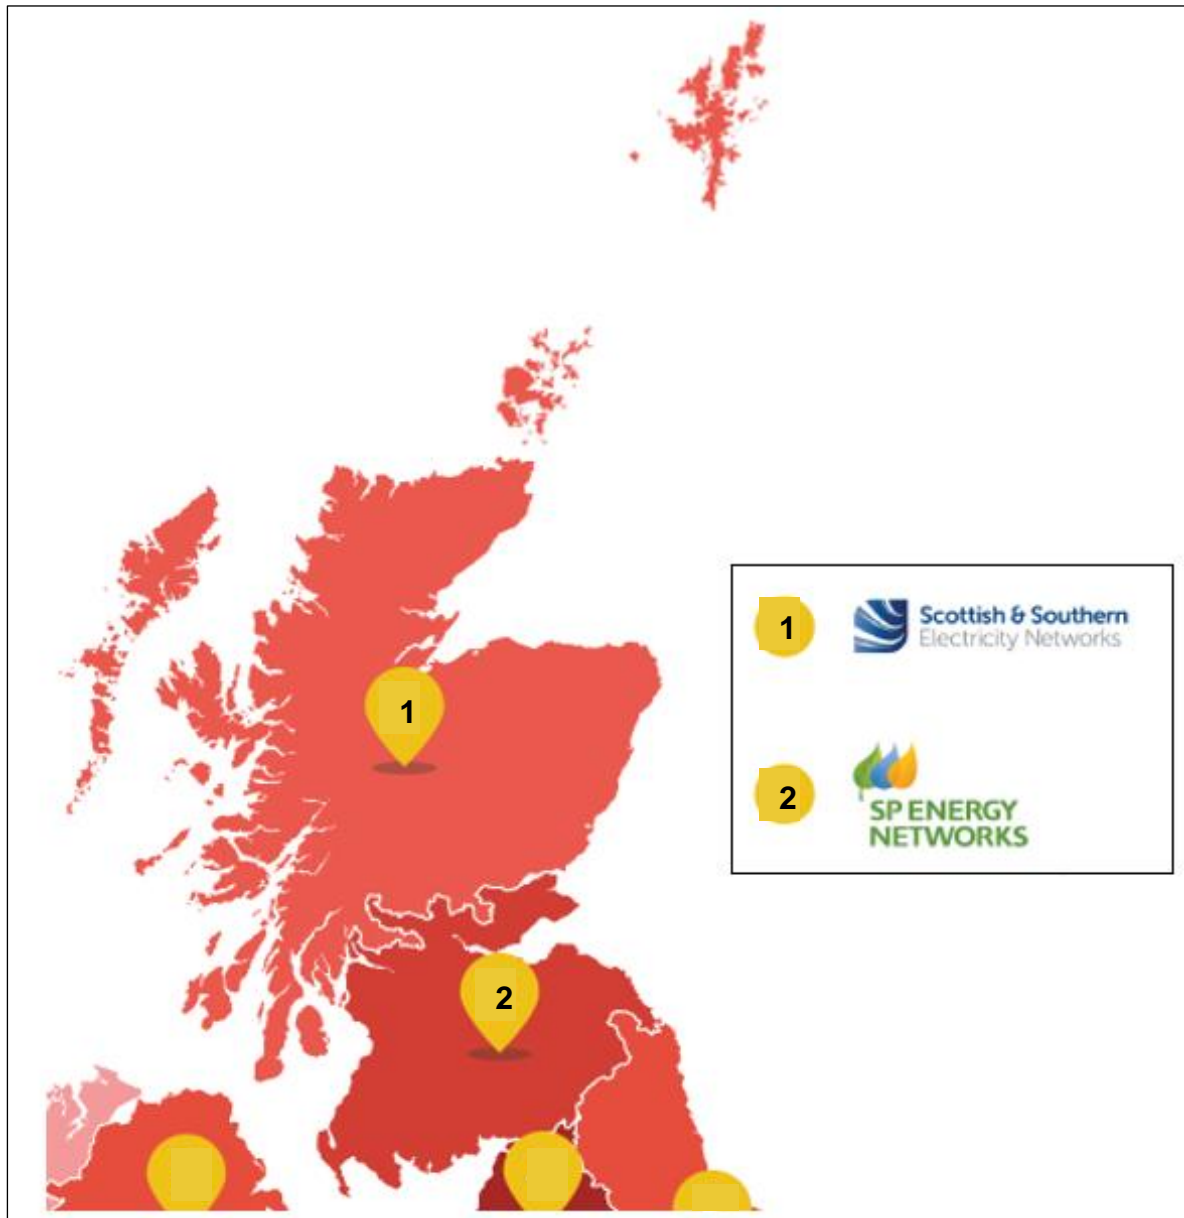 1
2
1
Scottish & Southern
Electricity Networks
2
SP ENERGY
NETWORKS